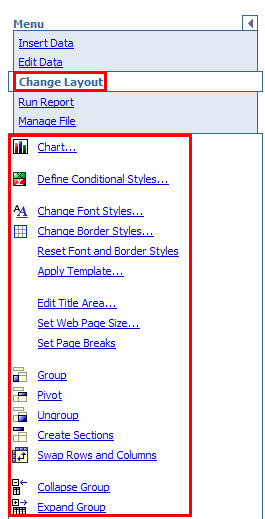 Menu
Insert Data
Edit Data
Change Layout
Run Report
Manage File
Chart...
Define Conditional Styles...
Change Font Styles...
Change Border Styles...
Reset Font and Border Styles
Apply Template...
Edit Title Area...
Set Web Page Size...
Set Page Breaks
Group
Pivot
Ungroup
Create Sections
Swap Rows and Columns
Collapse Group
Expand Group